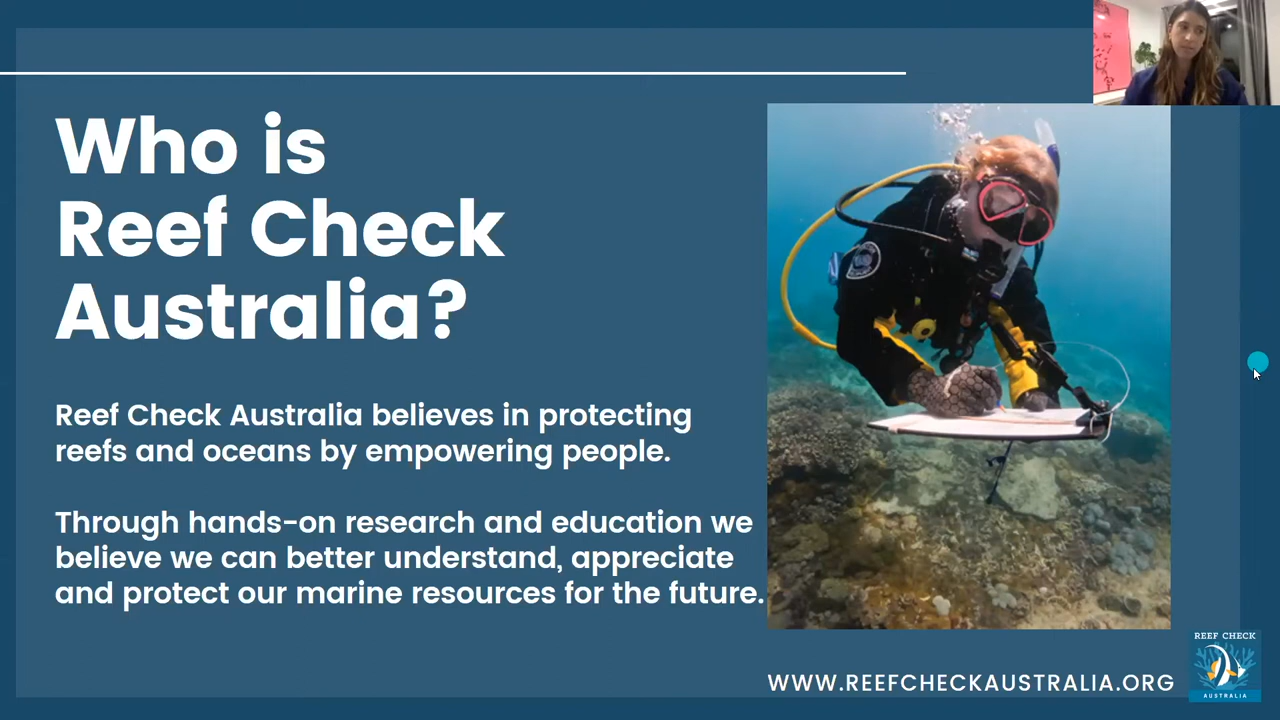 Who is
Reef Check
Australia?
Reef Check Australia believes in protecting
reefs and oceans by empowering people.
Through hands-on research and education we
believe we can better understand, appreciate
and protect our marine resources for the future.
WWW.REEFCHECKAUSTRALIA.ORG
REEF CHECK
AUSTRALIA